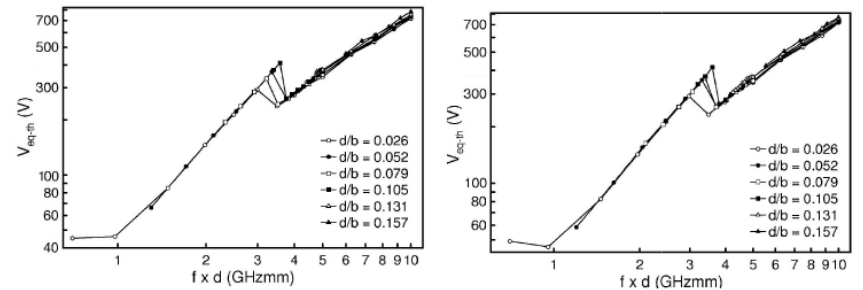 700
500
300
100
80
60
40
V_eq-th (V)
d/b = 0.026
d/b = 0.052
d/b = 0.079
d/b = 0.105
d/b = 0.131
d/b = 0.157
1 2 3 4 5 6 7 8 9 10
f x d (GHzmm)
700
500
300
100
80
60
V_eq-th (V)
d/b = 0.026
d/b = 0.052
d/b = 0.079
d/b = 0.105
d/b = 0.131
d/b = 0.157
1 2 3 4 5 6 7 8 9 10
f x d (GHzmm)